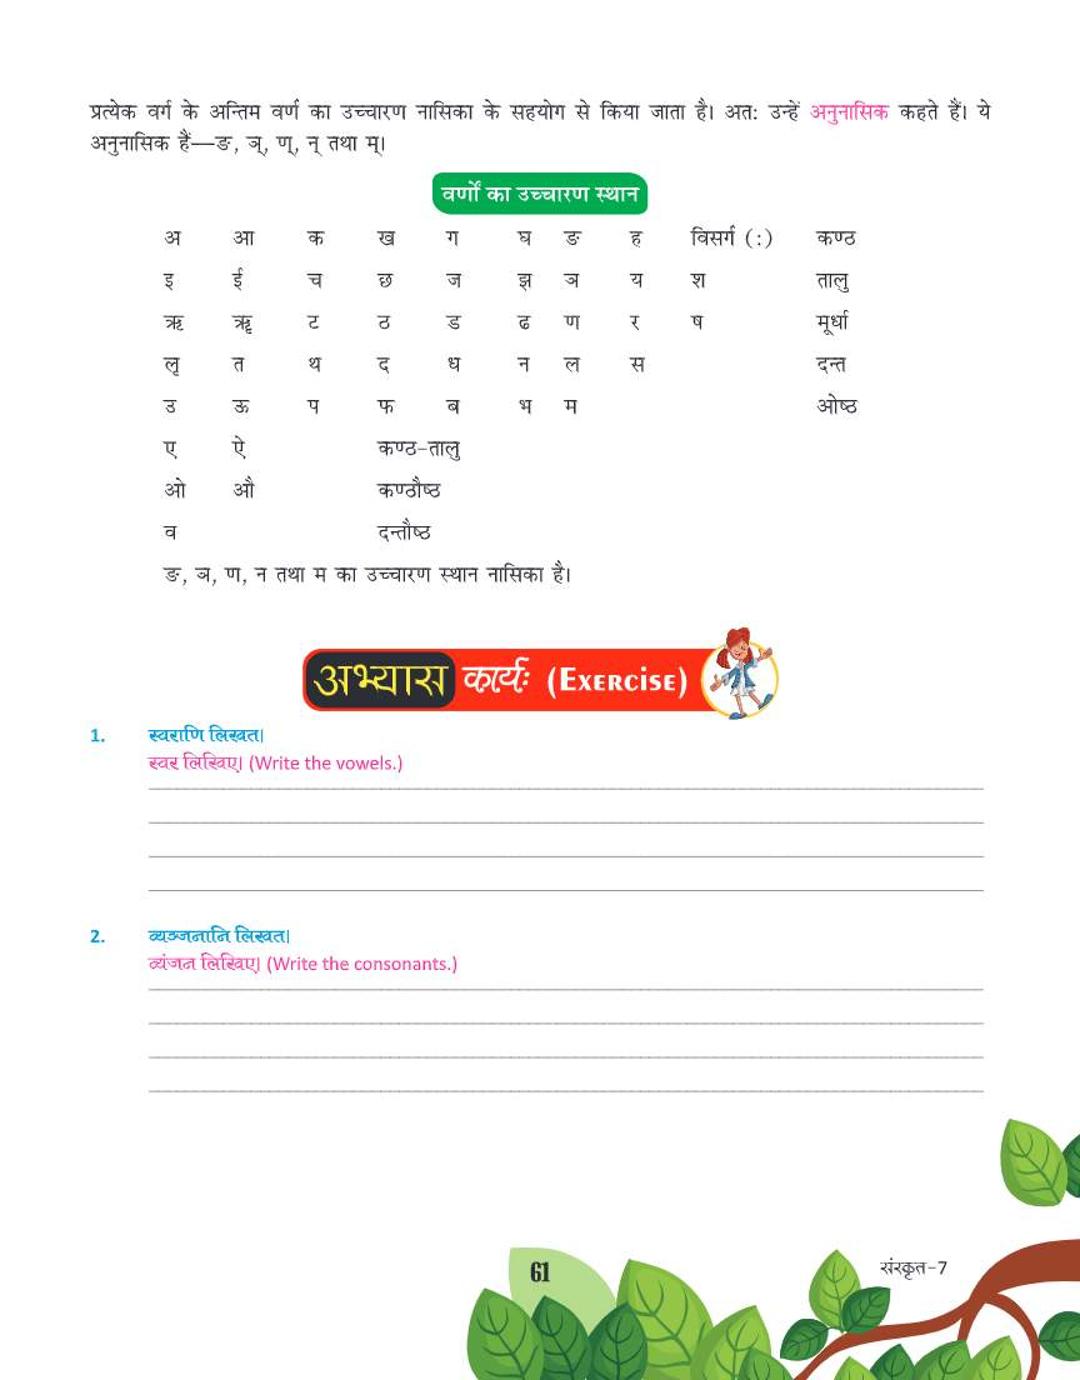 प्रत्येक वर्ग के अन्तिम वर्ण का उच्चारण नासिका के सहयोग से किया जाता है। अत: उन्हें अनुनासिक कहते हैं। ये
अनुनासिक हैं—ङ, ञ्, ण्, न् तथा म्।
वर्णों का उच्चारण स्थान
अ आ क ख ग घ ङ ह विसर्ग (:) कण्ठ
इ ई च छ ज झ ञ य श तालु
ऋ ॠ ट ठ ड ढ ण र ष मूर्धा
लृ त थ द ध न ल स दन्त
उ ऊ प फ ब भ म ओष्ठ
ए ऐ कण्ठ-तालु
ओ औ कण्ठौष्ठ
व दन्तौष्ठ
ङ, ञ, ण, न तथा म का उच्चारण स्थान नासिका है।
अभ्यास कार्यः (Exercise)
1. स्वराणि लिखत।
स्वर लिखिए। (Write the vowels.)
2. व्यञ्जनानि लिखत।
व्यंजन लिखिए। (Write the consonants.)
61
संस्कृत-7